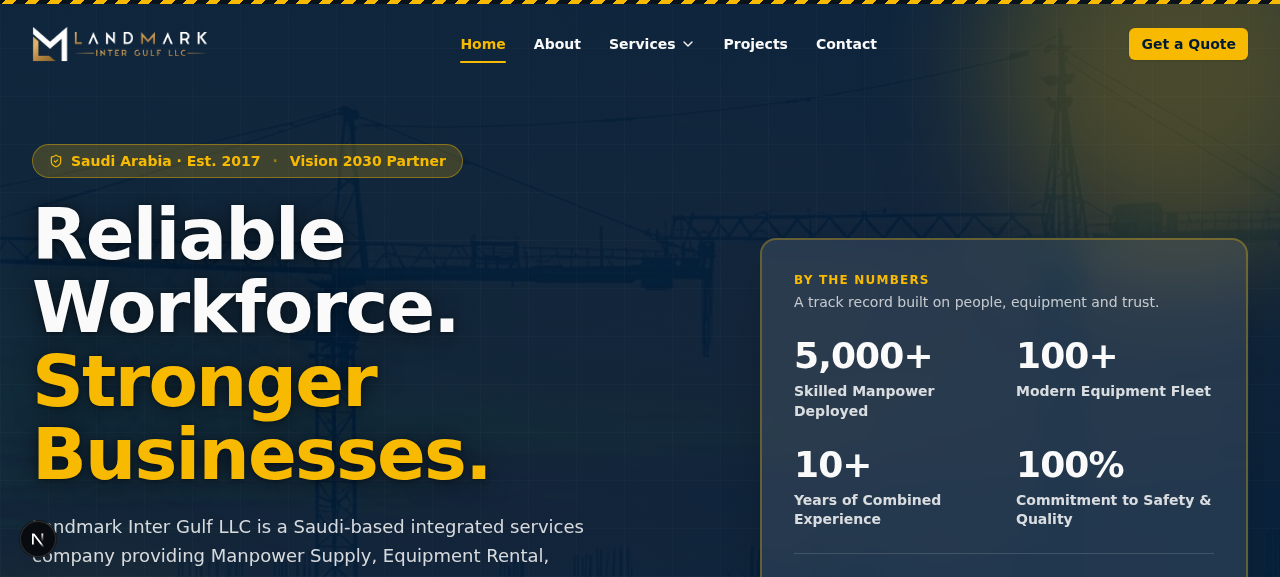 LANDMARK
INTER GULF LLC
Home
About
Services
Projects
Contact
Get a Quote
Saudi Arabia · Est. 2017 · Vision 2030 Partner
Reliable
Workforce.
Stronger
Businesses.
Landmark Inter Gulf LLC is a Saudi-based integrated services
company providing Manpower Supply, Equipment Rental,
N
BY THE NUMBERS
A track record built on people, equipment and trust.
5,000+
Skilled Manpower
Deployed
100+
Modern Equipment Fleet
10+
Years of Combined
Experience
100%
Commitment to Safety &
Quality